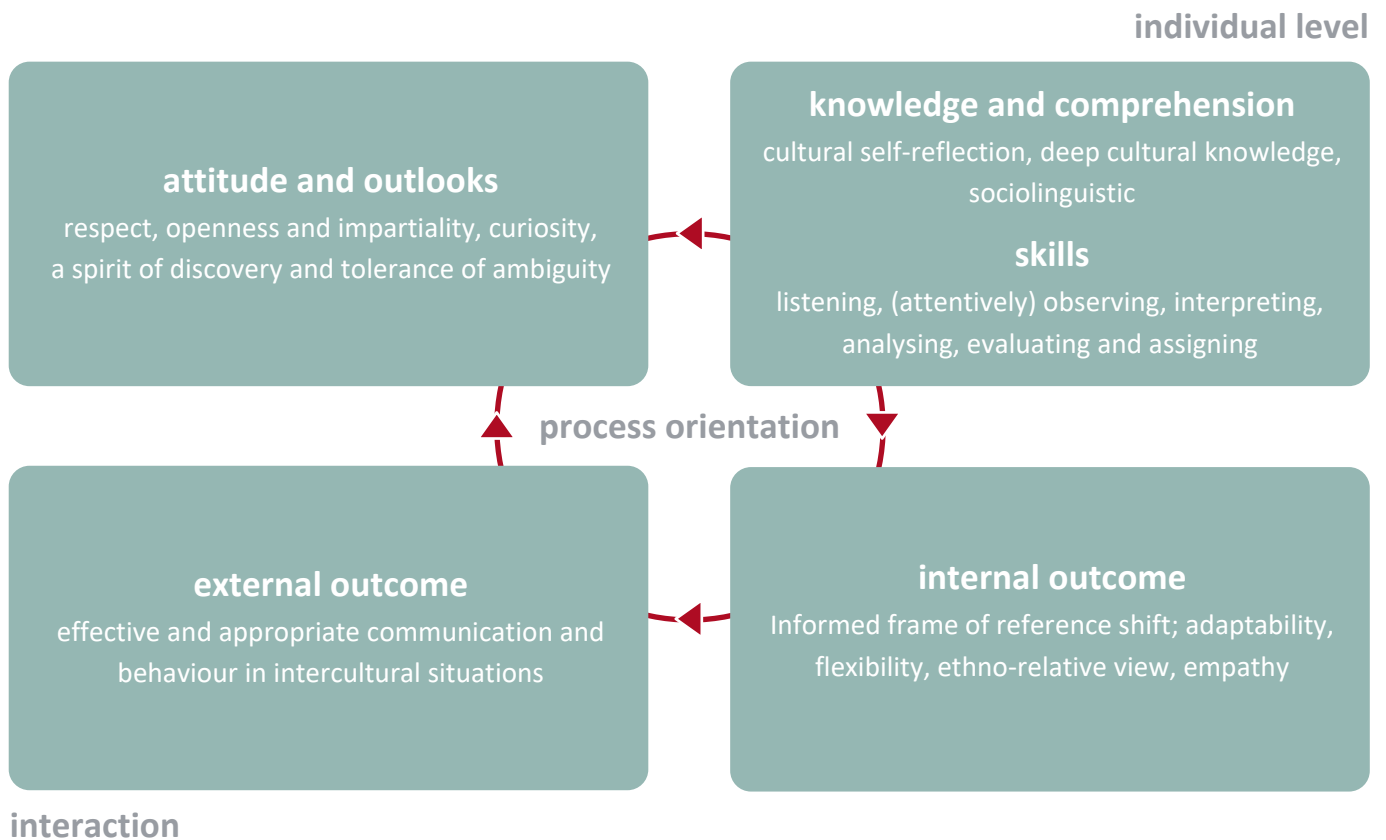 individual level
attitude and outlooks
respect, openness and impartiality, curiosity,
a spirit of discovery and tolerance of ambiguity
knowledge and comprehension
cultural self-reflection, deep cultural knowledge,
sociolinguistic
skills
listening, (attentively) observing, interpreting,
analysing, evaluating and assigning
process orientation
external outcome
effective and appropriate communication and
behaviour in intercultural situations
internal outcome
Informed frame of reference shift; adaptability,
flexibility, ethno-relative view, empathy
interaction